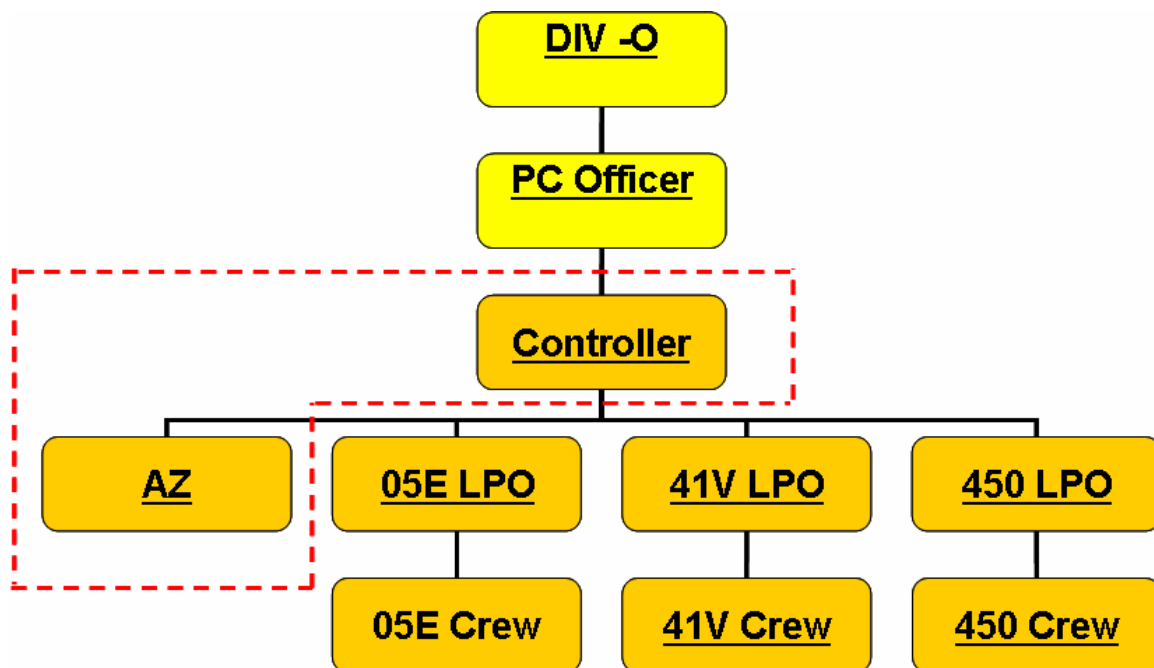 DIV -O
PC Officer
Controller
AZ
05E LPO
41V LPO
450 LPO
05E Crew
41V Crew
450 Crew